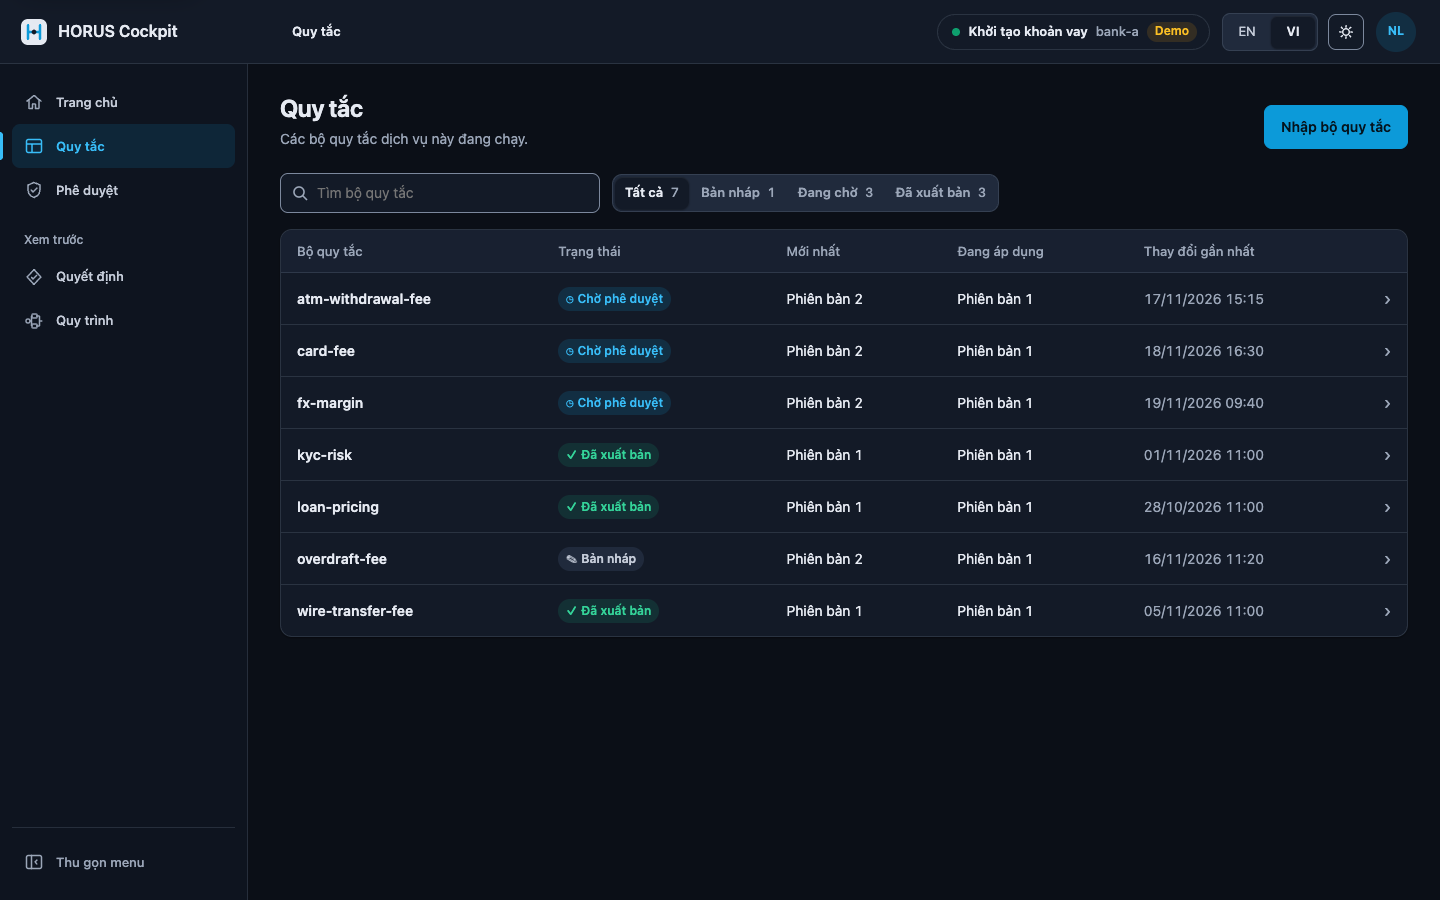 HORUS Cockpit
Quy tắc
Khởi tạo khoản vay bank-a Demo
EN VI
NL
Trang chủ
Quy tắc
Phê duyệt
Xem trước
Quyết định
Quy trình
Thu gọn menu
Quy tắc
Các bộ quy tắc dịch vụ này đang chạy.
Nhập bộ quy tắc
Tìm bộ quy tắc
Tất cả 7 Bản nháp 1 Đang chờ 3 Đã xuất bản 3
Bộ quy tắc Trạng thái Mới nhất Đang áp dụng Thay đổi gần nhất
atm-withdrawal-fee Chờ phê duyệt Phiên bản 2 Phiên bản 1 17/11/2026 15:15
card-fee Chờ phê duyệt Phiên bản 2 Phiên bản 1 18/11/2026 16:30
fx-margin Chờ phê duyệt Phiên bản 2 Phiên bản 1 19/11/2026 09:40
kyc-risk Đã xuất bản Phiên bản 1 Phiên bản 1 01/11/2026 11:00
loan-pricing Đã xuất bản Phiên bản 1 Phiên bản 1 28/10/2026 11:00
overdraft-fee Bản nháp Phiên bản 2 Phiên bản 1 16/11/2026 11:20
wire-transfer-fee Đã xuất bản Phiên bản 1 Phiên bản 1 05/11/2026 11:00